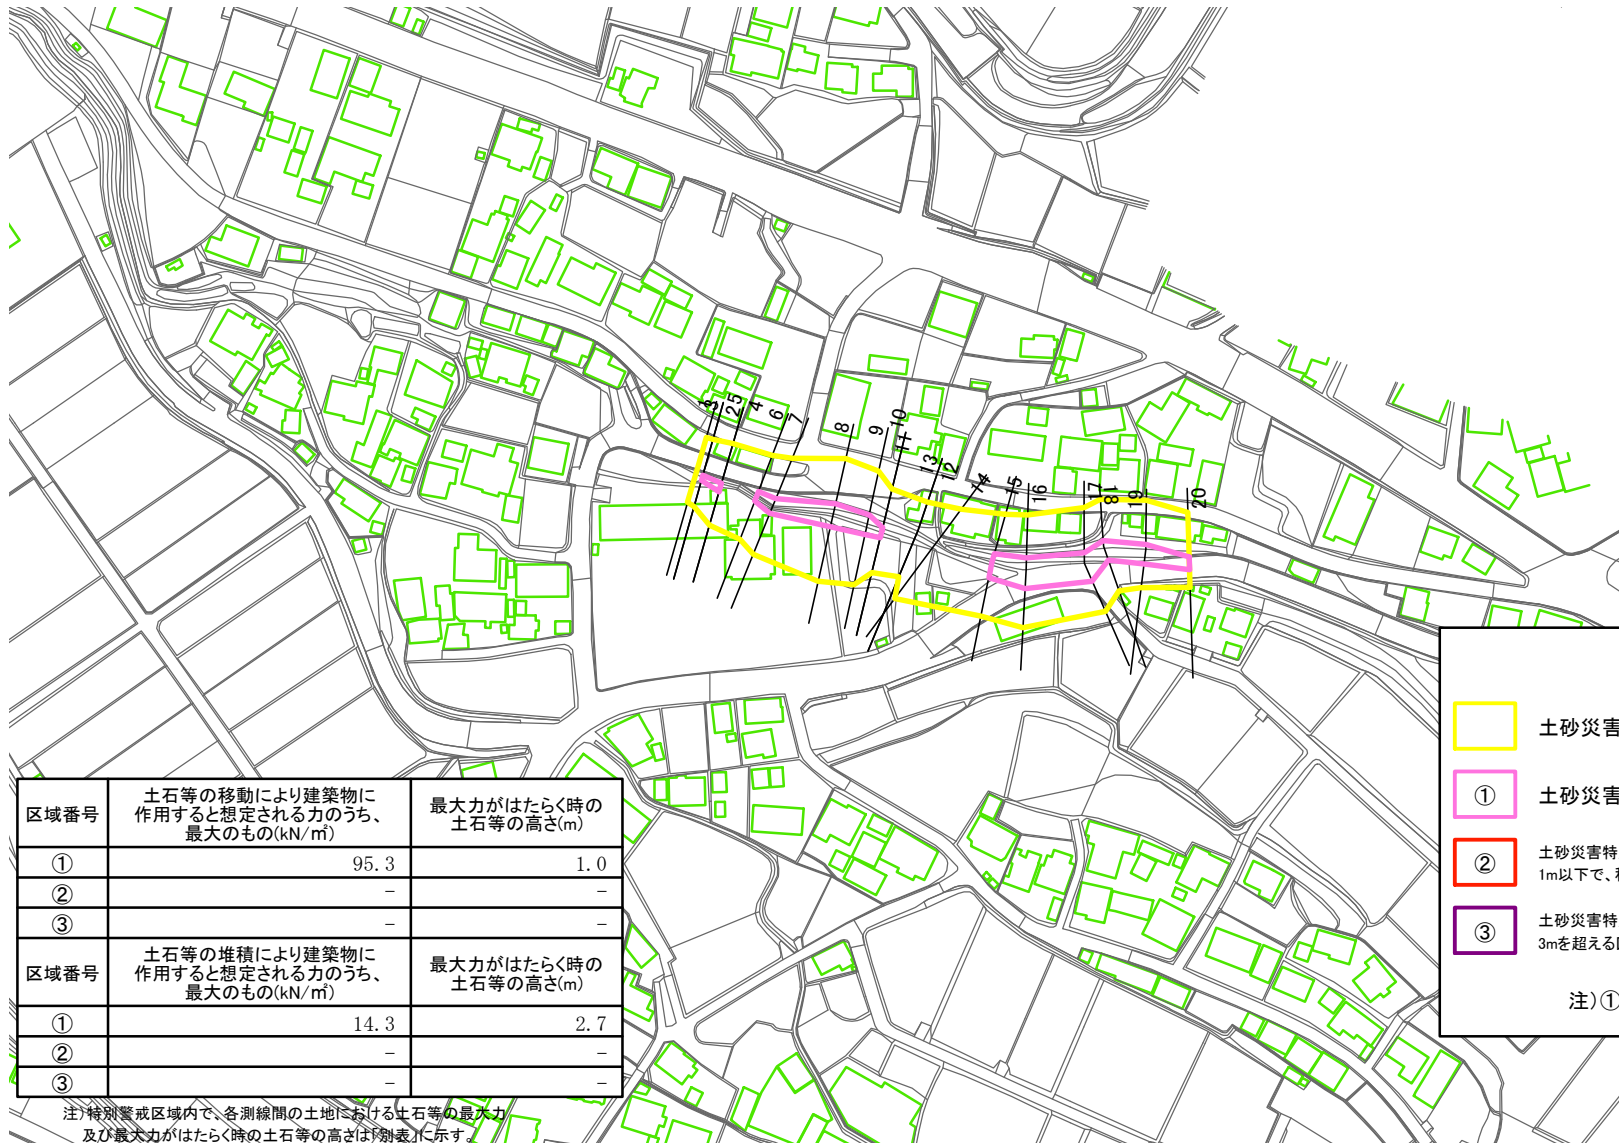 1
3
2
5
4
6
7
8
9
10
11
13
12
14
15
16
17
18
19
20
区域番号
土石等の移動により建築物に
作用すると想定される力のうち、
最大のもの(kN/㎡)
最大力がはたらく時の
土石等の高さ(m)
① 95.3 1.0
② － －
③ － －
区域番号
土石等の堆積により建築物に
作用すると想定される力のうち、
最大のもの(kN/㎡)
最大力がはたらく時の
土石等の高さ(m)
① 14.3 2.7
② － －
③ － －
注)特別警戒区域内で、各測線間の土地における土石等の最大力
及び最大力がはたらく時の土石等の高さは「別表」に示す。
土砂災害
① 土砂災害
② 土砂災害特
1m以下で、
③ 土砂災害特
3mを超える
注)①